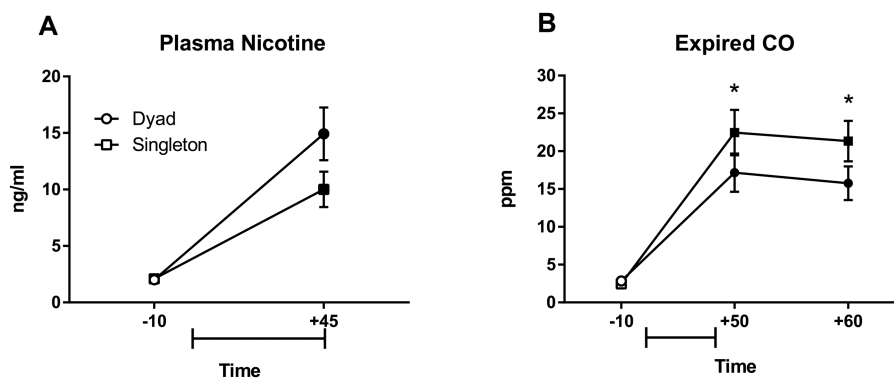 A
Plasma Nicotine
20
15
10
5
0
ng/ml
Dyad
Singleton
-10
+45
Time
B
Expired CO
30
25
20
15
10
5
0
ppm
*
*
-10
+50
+60
Time